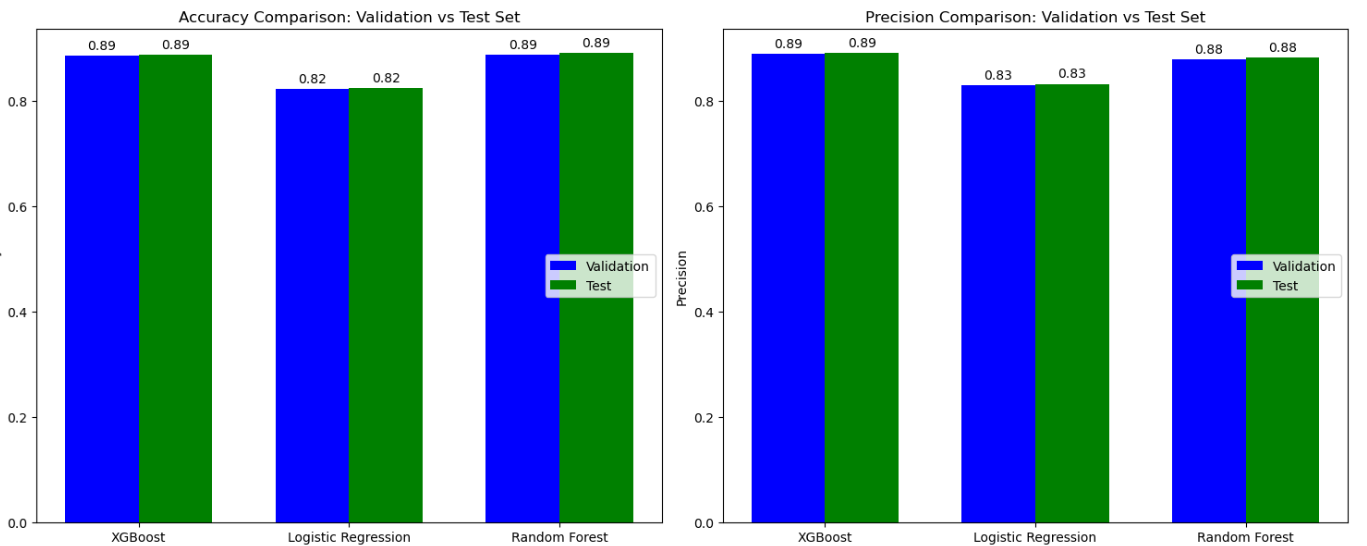 Accuracy Comparison: Validation vs Test Set
0.89 0.89 0.82 0.82 0.89 0.89
0.8
0.6
0.4
0.2
0.0
Validation
Test
XGBoost Logistic Regression Random Forest
Precision Comparison: Validation vs Test Set
0.89 0.89 0.83 0.83 0.88 0.88
Precision
0.8
0.6
0.4
0.2
0.0
Validation
Test
XGBoost Logistic Regression Random Forest